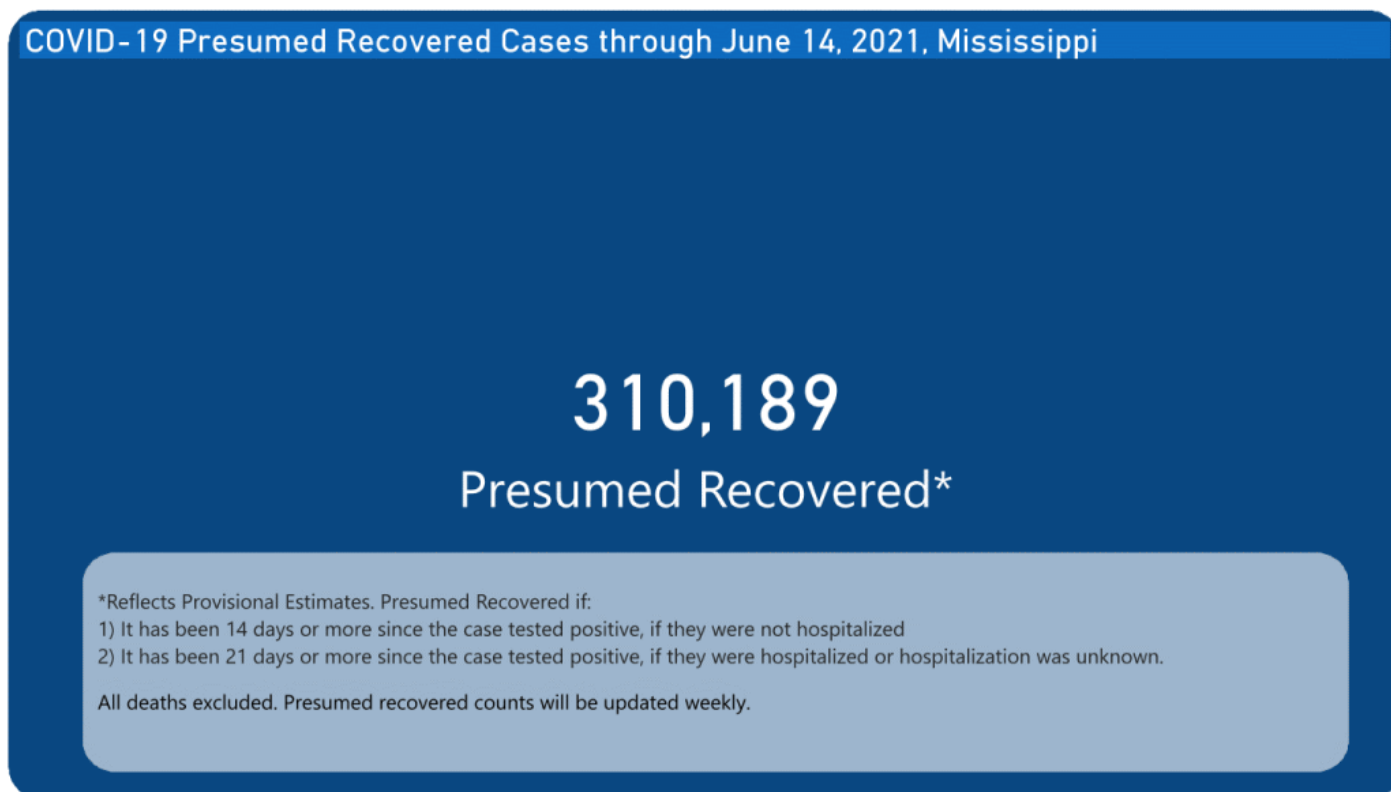 COVID-19 Presumed Recovered Cases through June 14, 2021, Mississippi
310,189
Presumed Recovered*
*Reflects Provisional Estimates. Presumed Recovered if:
1) It has been 14 days or more since the case tested positive, if they were not hospitalized
2) It has been 21 days or more since the case tested positive, if they were hospitalized or hospitalization was unknown.
All deaths excluded. Presumed recovered counts will be updated weekly.